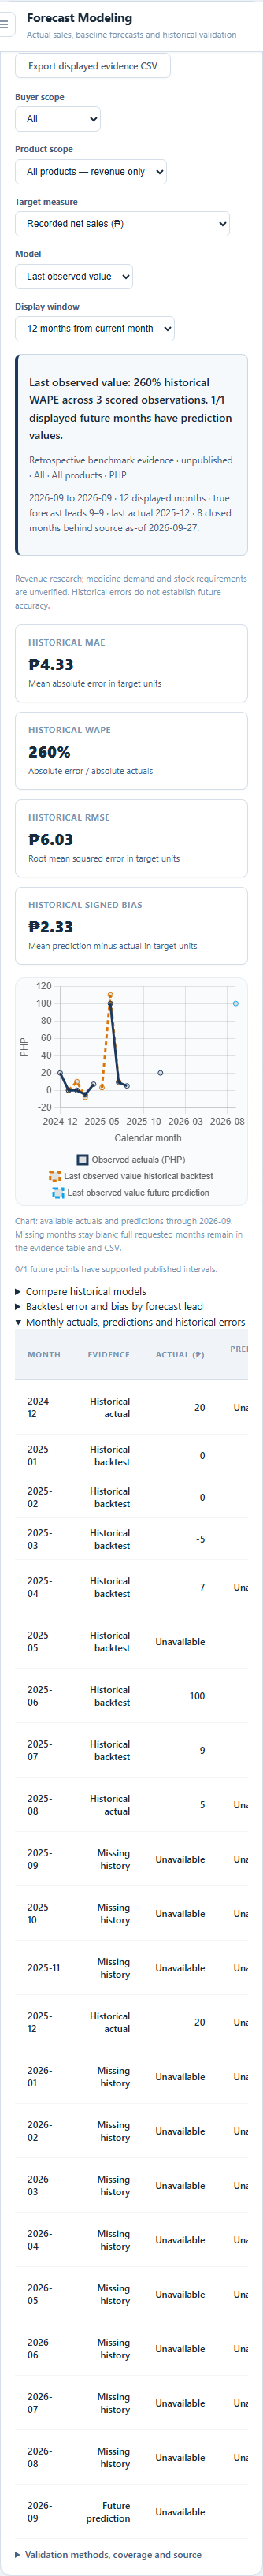 Forecast Modeling
Actual sales, baseline forecasts and historical validation
Export displayed evidence CSV
Buyer scope
All
Product scope
All products — revenue only
Target measure
Recorded net sales (₱)
Model
Last observed value
Display window
12 months from current month
Last observed value: 260% historical
WAPE across 3 scored observations. 1/1
displayed future months have prediction
values.
Retrospective benchmark evidence · unpublished
· All · All products · PHP
2026-09 to 2026-09 · 12 displayed months · true
forecast leads 9–9 · last actual 2025-12 · 8 closed
months behind source as-of 2026-09-27.
Revenue research; medicine demand and stock requirements
are unverified. Historical errors do not establish future
accuracy.
HISTORICAL MAE
₱4.33
Mean absolute error in target units
HISTORICAL WAPE
260%
Absolute error / absolute actuals
HISTORICAL RMSE
₱6.03
Root mean squared error in target units
HISTORICAL SIGNED BIAS
₱2.33
Mean prediction minus actual in target units
120
100
80
60
40
20
0
-20
PHP
2024-12 2025-05 2025-10 2026-03 2026-08
Calendar month
Observed actuals (PHP)
Last observed value historical backtest
Last observed value future prediction
Chart: available actuals and predictions through 2026-09.
Missing months stay blank; full requested months remain in
the evidence table and CSV.
0/1 future points have supported published intervals.
Compare historical models
Backtest error and bias by forecast lead
Monthly actuals, predictions and historical errors
MONTH EVIDENCE ACTUAL (₱) PREI
2024-
12 Historical
actual 20 Una
2025-
01 Historical
backtest 0
2025-
02 Historical
backtest 0
2025-
03 Historical
backtest -5
2025-
04 Historical
backtest 7 Una
2025-
05 Historical
backtest Unavailable
2025-
06 Historical
backtest 100
2025-
07 Historical
backtest 9
2025-
08 Historical
actual 5 Una
2025-
09 Missing
history Unavailable Una
2025-
10 Missing
history Unavailable Una
2025-11 Missing
history Unavailable Una
2025-
12 Historical
actual 20 Una
2026-
01 Missing
history Unavailable Una
2026-
02 Missing
history Unavailable Una
2026-
03 Missing
history Unavailable Una
2026-
04 Missing
history Unavailable Una
2026-
05 Missing
history Unavailable Una
2026-
06 Missing
history Unavailable Una
2026-
07 Missing
history Unavailable Una
2026-
08 Missing
history Unavailable Una
2026-
09 Future
prediction Unavailable
Validation methods, coverage and source